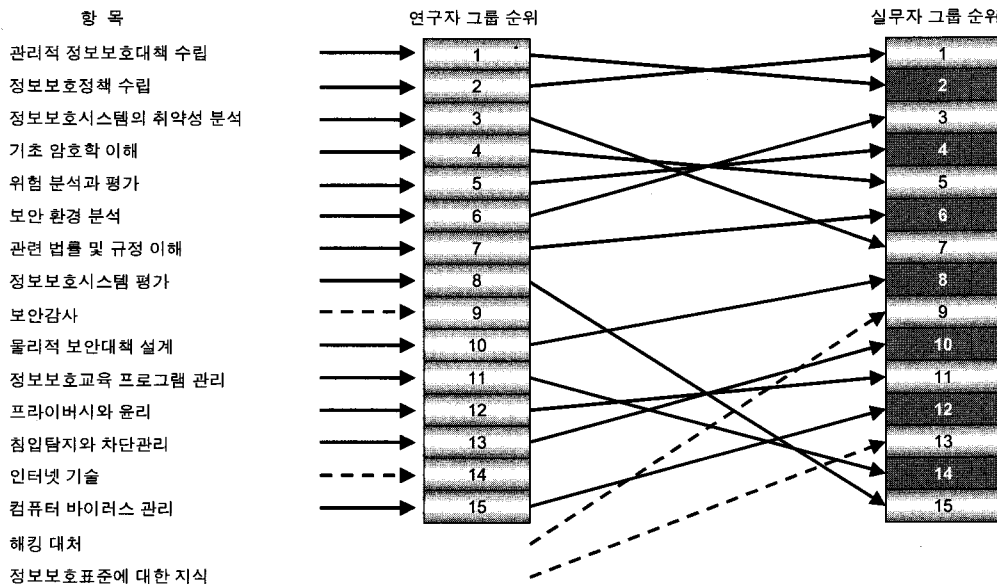 항 목 연구자 그룹 순위 실무자 그룹 순위
관리적 정보보호대책 수립 1 1
정보보호정책 수립 2 2
정보보호시스템의 취약성 분석 3 3
기초 암호학 이해 4 4
위험 분석과 평가 5 5
보안 환경 분석 6 6
관련 법률 및 규정 이해 7 7
정보보호시스템 평가 8 8
보안감사 9 9
물리적 보안대책 설계 10 10
정보보호교육 프로그램 관리 11 11
프라이버시와 윤리 12 12
침입탐지와 차단관리 13 13
인터넷 기술 14 14
컴퓨터 바이러스 관리 15 15
해킹 대처
정보보호표준에 대한 지식